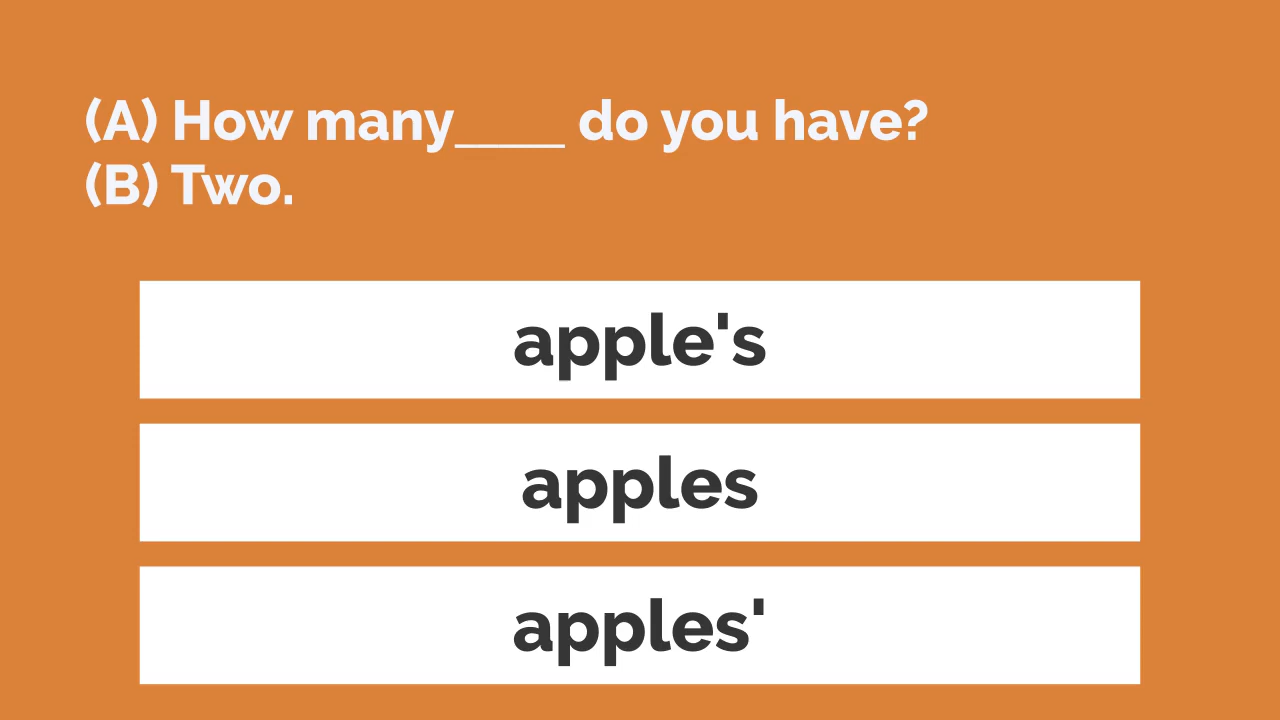 (A) How many____ do you have?
(B) Two.
apple's
apples
apples'